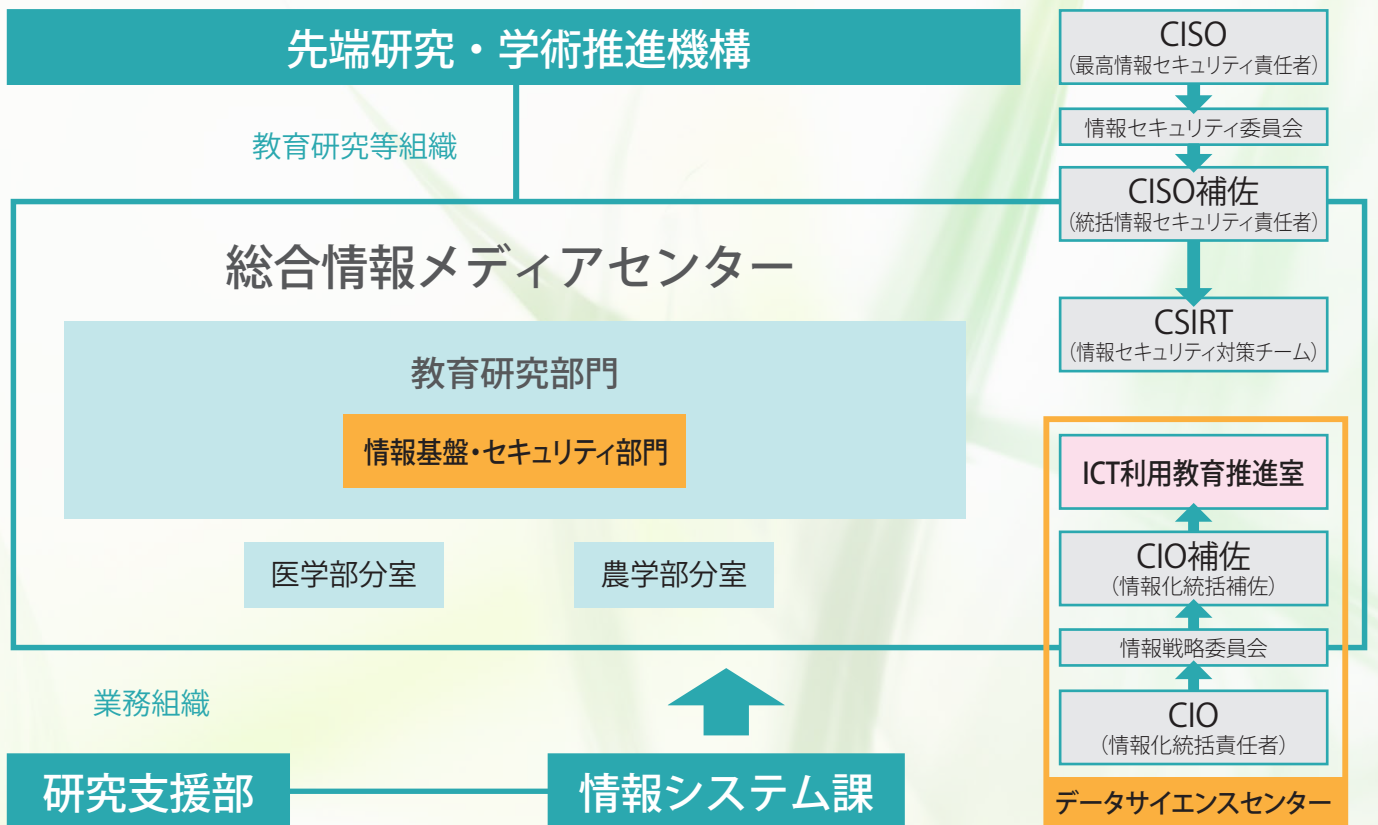 先端研究・学術推進機構
教育研究等組織
総合情報メディアセンター
教育研究部門
情報基盤・セキュリティ部門
医学部分室
農学部分室
業務組織
研究支援部
情報システム課
CISO
（最高情報セキュリティ責任者）
情報セキュリティ委員会
CISO補佐
（統括情報セキュリティ責任者）
CSIRT
（情報セキュリティ対策チーム）
ICT利用教育推進室
CIO補佐
（情報化統括補佐）
情報戦略委員会
CIO
（情報化統括責任者）
データサイエンスセンター